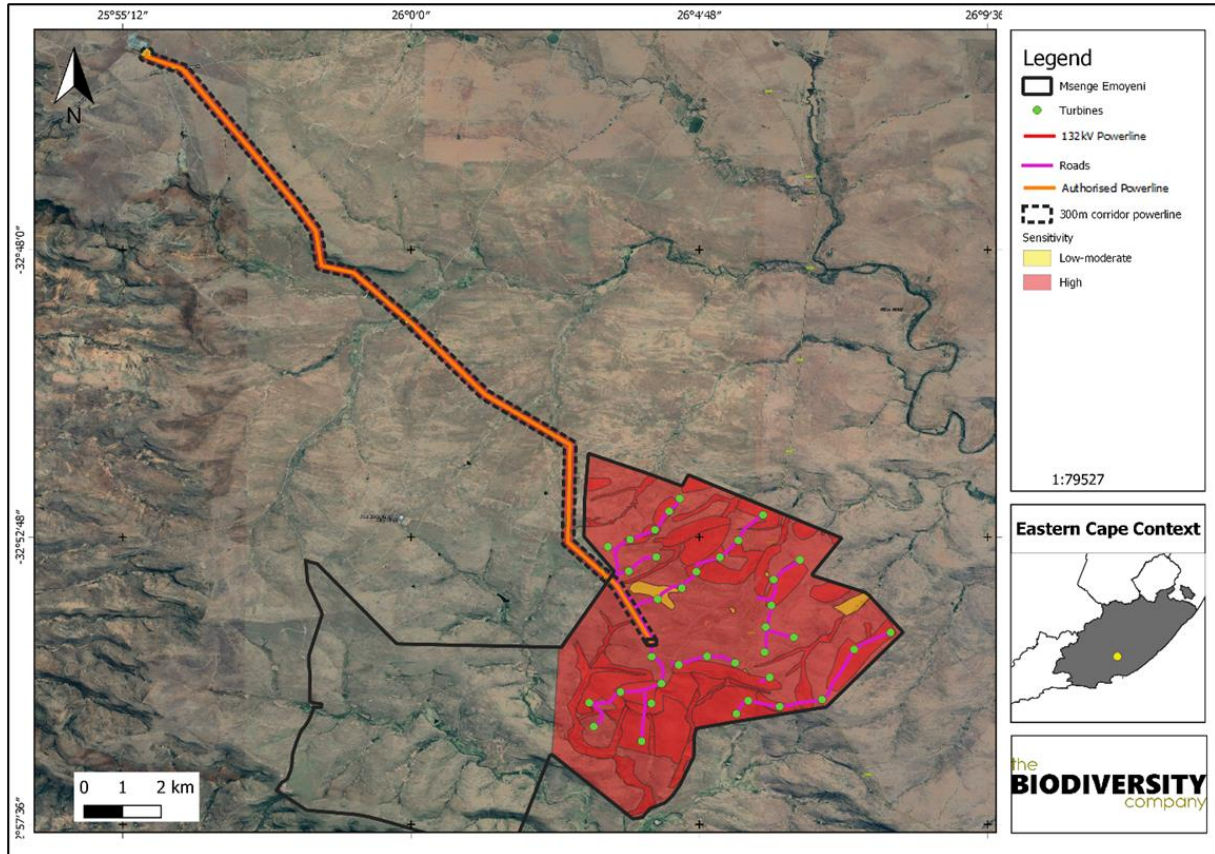 25°55′12″
26°0′0″
26°4′48″
26°9′36
-32°48′0″
-32°52′48″
2°57′36″
N
0 1 2 km
Legend
Msenge Emoyeni
Turbines
132kV Powerline
Roads
Authorised Powerline
300m corridor powerline
Sensitivity
Low-moderate
High
1:79527
Eastern Cape Context
the
BIODIVERSITY
company